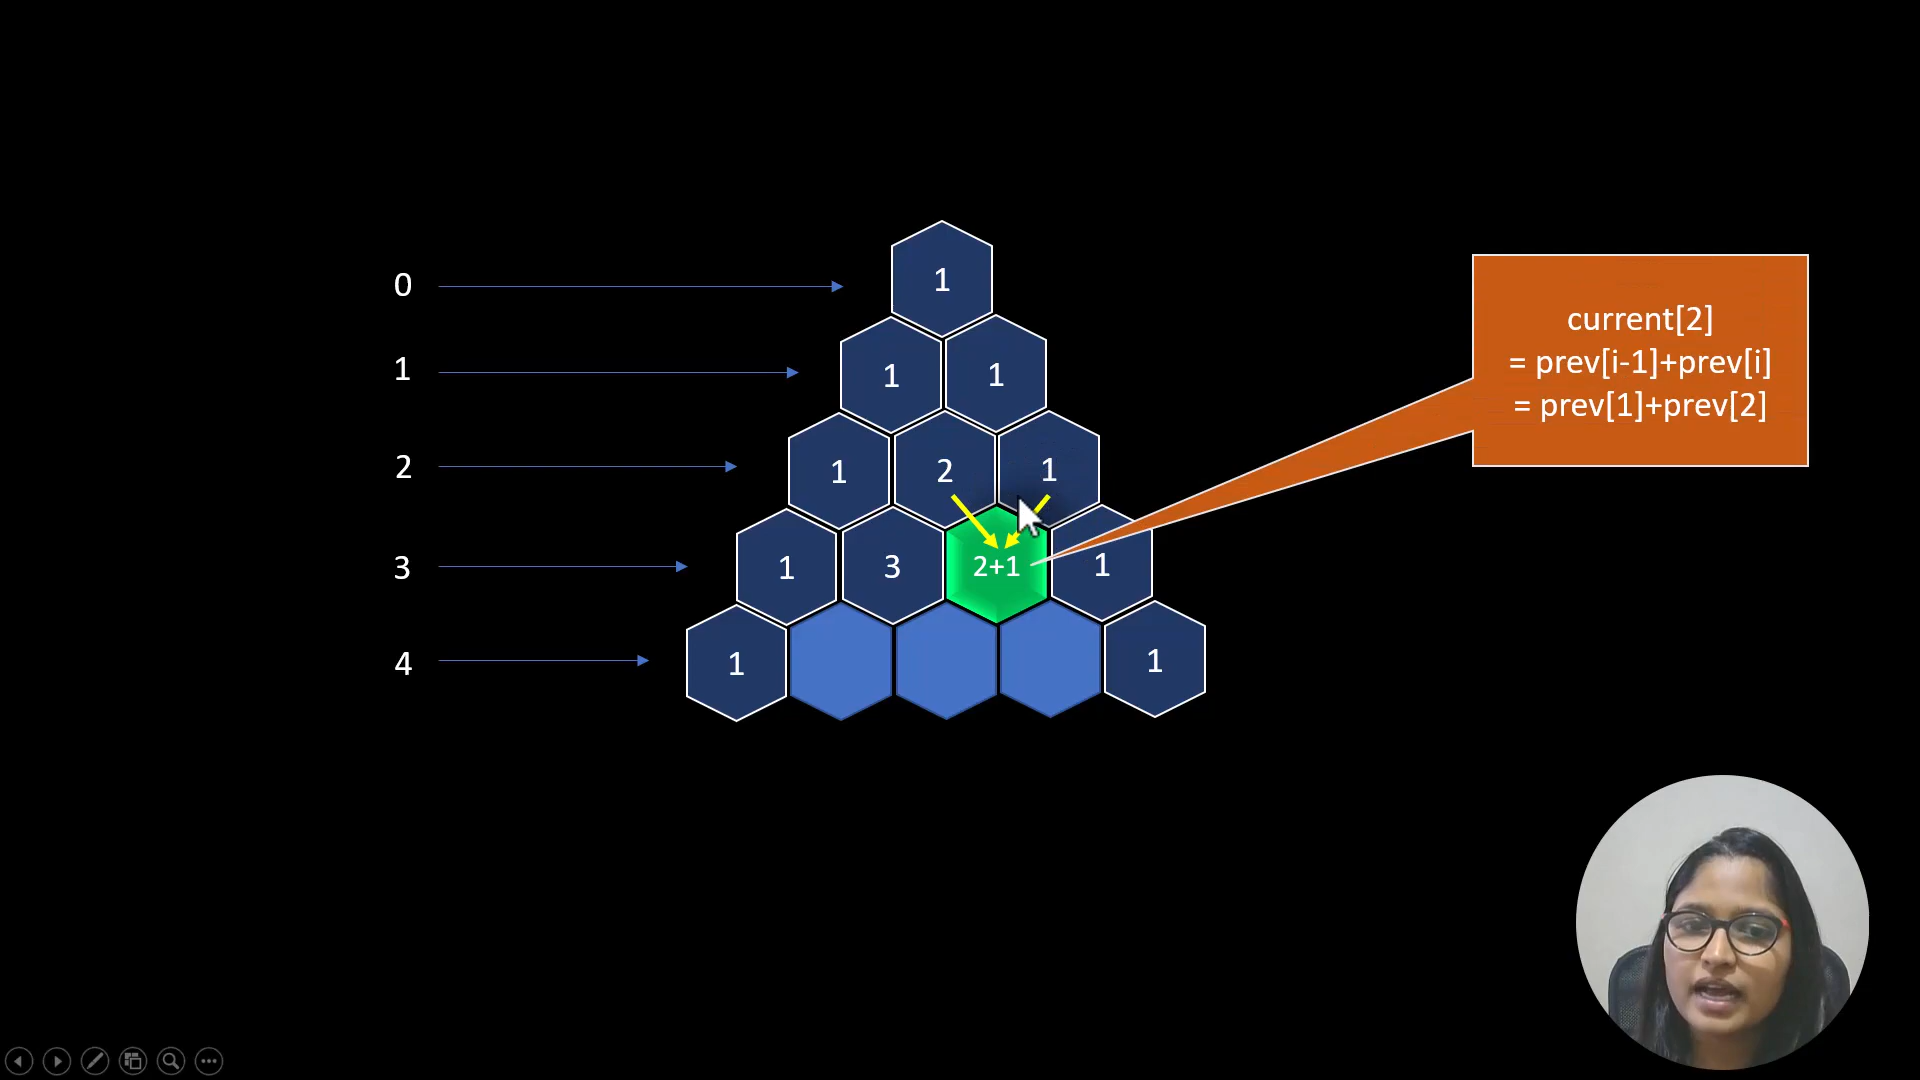 0
1
1
1 1
2
1 2 1
3
1 3 2+1 1
4
1 1
current[2]
= prev[i-1]+prev[i]
= prev[1]+prev[2]